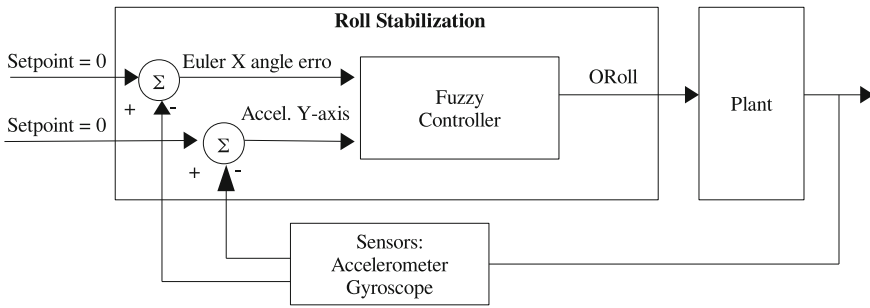 Roll Stabilization
Setpoint = 0
Σ
+
-
Euler X angle erro
Setpoint = 0
Σ
+
-
Accel. Y-axis
Fuzzy
Controller
ORoll
Plant
Sensors:
Accelerometer
Gyroscope